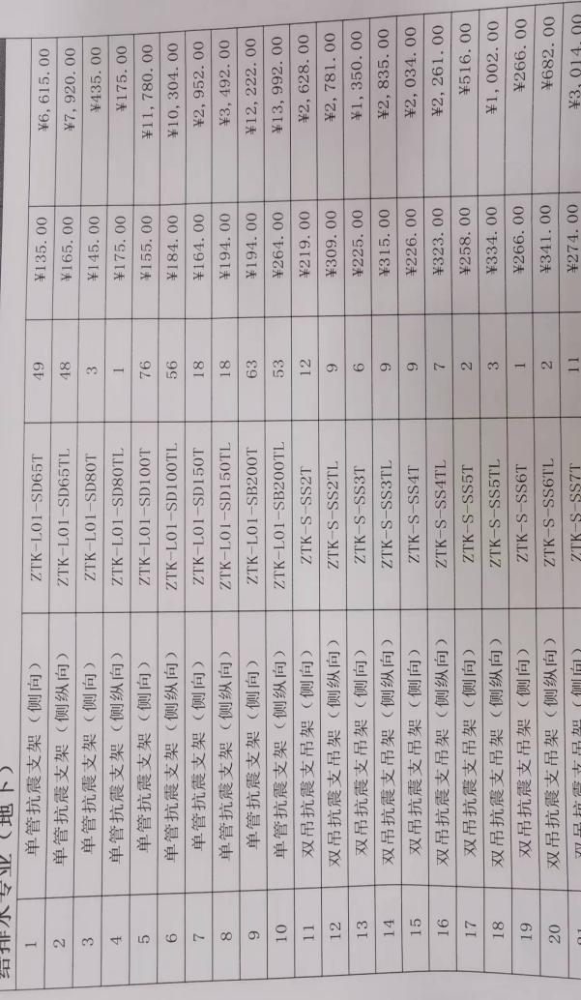 给排水专业（地下）
1 单管抗震支架（侧向） ZTK-L01-SD65T 49 ¥135.00 ¥6,615.00
2 单管抗震支架（侧纵向） ZTK-L01-SD65TL 48 ¥165.00 ¥7,920.00
3 单管抗震支架（侧向） ZTK-L01-SD80T 3 ¥145.00 ¥435.00
4 单管抗震支架（侧纵向） ZTK-L01-SD80TL 1 ¥175.00 ¥175.00
5 单管抗震支架（侧向） ZTK-L01-SD100T 76 ¥155.00 ¥11,780.00
6 单管抗震支架（侧纵向） ZTK-L01-SD100TL 56 ¥184.00 ¥10,304.00
7 单管抗震支架（侧向） ZTK-L01-SD150T 18 ¥164.00 ¥2,952.00
8 单管抗震支架（侧纵向） ZTK-L01-SD150TL 18 ¥194.00 ¥3,492.00
9 单管抗震支架（侧向） ZTK-L01-SB200T 63 ¥194.00 ¥12,222.00
10 单管抗震支架（侧纵向） ZTK-L01-SB200TL 53 ¥264.00 ¥13,992.00
11 双吊抗震支吊架（侧向） ZTK-S-SS2T 12 ¥219.00 ¥2,628.00
12 双吊抗震支吊架（侧纵向） ZTK-S-SS2TL 9 ¥309.00 ¥2,781.00
13 双吊抗震支吊架（侧向） ZTK-S-SS3T 6 ¥225.00 ¥1,350.00
14 双吊抗震支吊架（侧纵向） ZTK-S-SS3TL 9 ¥315.00 ¥2,835.00
15 双吊抗震支吊架（侧向） ZTK-S-SS4T 9 ¥226.00 ¥2,034.00
16 双吊抗震支吊架（侧纵向） ZTK-S-SS4TL 7 ¥323.00 ¥2,261.00
17 双吊抗震支吊架（侧向） ZTK-S-SS5T 2 ¥258.00 ¥516.00
18 双吊抗震支吊架（侧纵向） ZTK-S-SS5TL 3 ¥334.00 ¥1,002.00
19 双吊抗震支吊架（侧向） ZTK-S-SS6T 1 ¥266.00 ¥266.00
20 双吊抗震支吊架（侧纵向） ZTK-S-SS6TL 2 ¥341.00 ¥682.00
21 双吊抗震支吊架（侧向） ZTK-S-SS7T 11 ¥274.00 ¥3,014.00